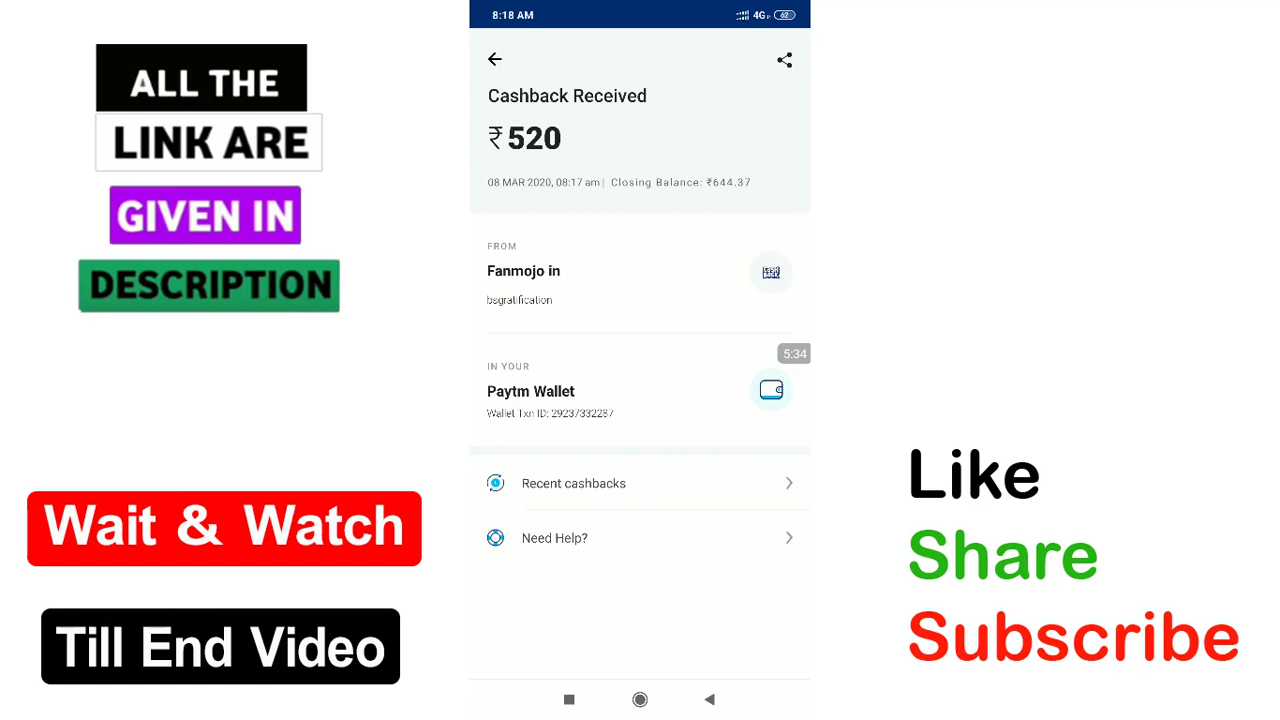 ALL THE
LINK ARE
GIVEN IN
DESCRIPTION
Wait & Watch
Till End Video
8:18 AM
4G
62
Cashback Received
₹520
08 MAR 2020, 08:17 am| Closing Balance: ₹644.37
FROM
Fanmojo in
bsgratification
5:34
IN YOUR
Paytm Wallet
Wallet Txn ID: 29237332287
Recent cashbacks
Need Help?
Like
Share
Subscribe